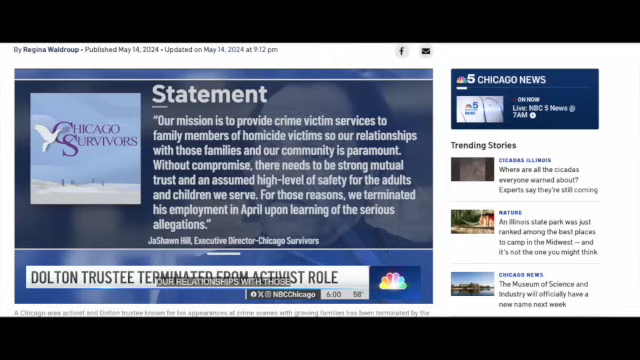 By Regina Waldroup • Published May 14, 2024 • Updated on May 14, 2024 at 9:12 pm
Statement
CHICAGO
SURVIVORS
“Our mission is to provide crime victim services to
family members of homicide victims so our relationships
with those families and our community is paramount.
Without compromise, there needs to be strong mutual
trust and an assumed high-level of safety for the adults
and children we serve. For those reasons, we terminated
his employment in April upon learning of the serious
allegations.”
JaShawn Hill, Executive Director-Chicago Survivors
DOLTON TRUSTEE TERMINATED FROM ACTIVIST ROLE
OUR RELATIONSHIPS WITH THOSE
NBCChicago 6:00 58°
A Chicago-area activist and Dolton trustee known for his appearances at crime scenes with grieving families has been terminated by the
5 CHICAGO NEWS
ON NOW
Live: NBC 5 News @
7AM
Trending Stories
CICADAS ILLINOIS
Where are all the cicadas
everyone warned about?
Experts say they're still coming
NATURE
An Illinois state park was just
ranked among the best places
to camp in the Midwest — and
it's not the one you might think
CHICAGO NEWS
The Museum of Science and
Industry will officially have a
new name next week